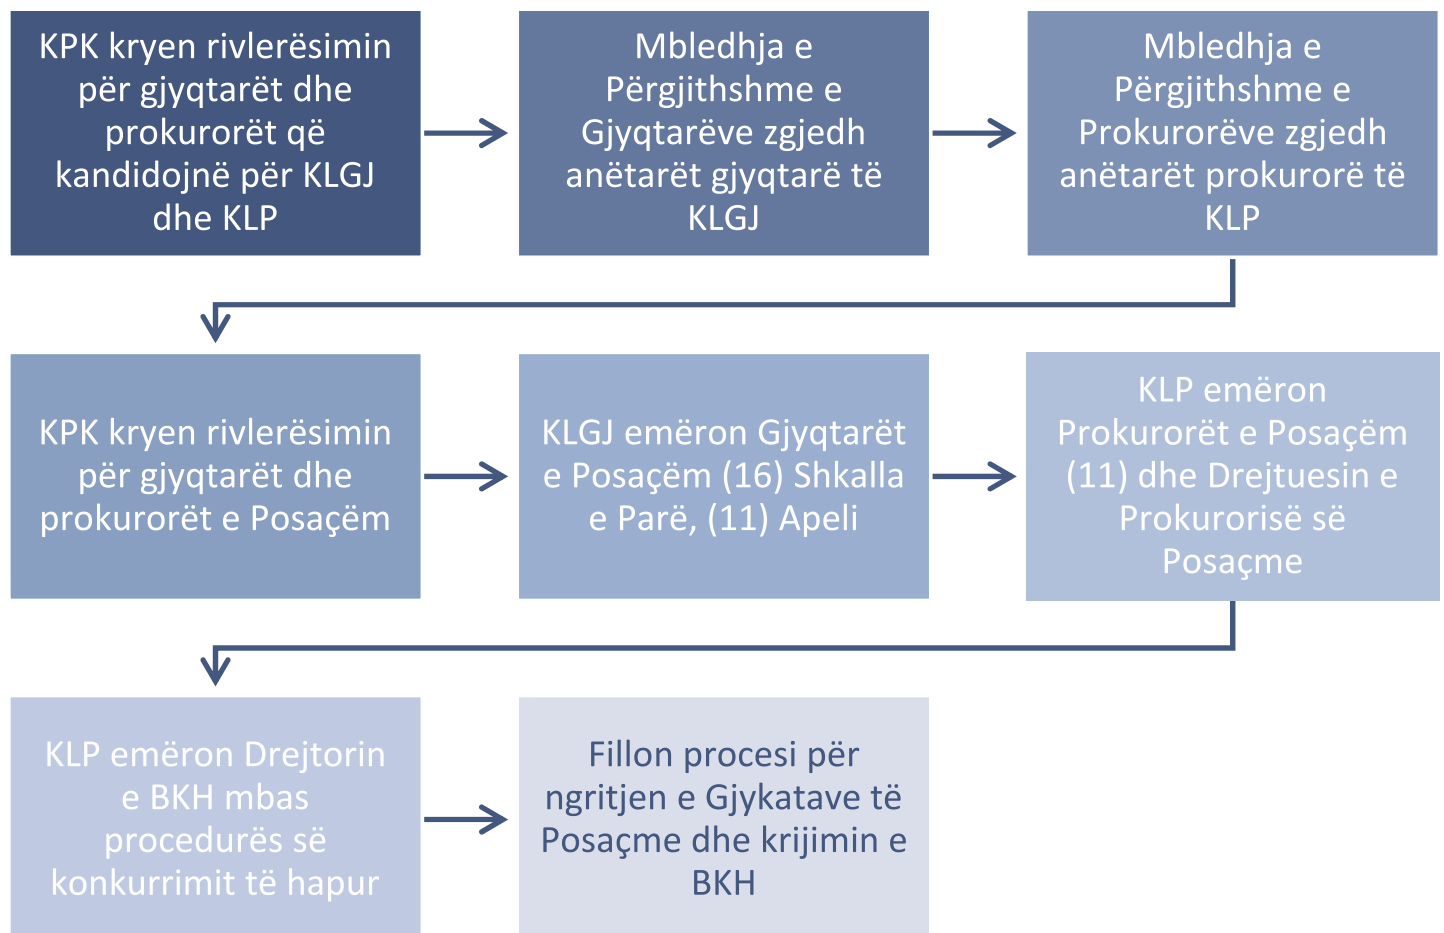 KPK kryen rivlerësimin
për gjyqtarët dhe
prokurorët që
kandidojnë për KLGJ
dhe KLP
Mbledhja e
Përgjithshme e
Gjyqtarëve zgjedh
anëtarët gjyqtarë të
KLGJ
Mbledhja e
Përgjithshme e
Prokurorëve zgjedh
anëtarët prokurorë të
KLP
KPK kryen rivlerësimin
për gjyqtarët dhe
prokurorët e Posaçëm
KLGJ emëron Gjyqtarët
e Posaçëm (16) Shkalla
e Parë, (11) Apeli
KLP emëron
Prokurorët e Posaçëm
(11) dhe Drejtuesin e
Prokurorisë së
Posaçme
KLP emëron Drejtorin
e BKH mbas
procedurës së
konkurrimit të hapur
Fillon procesi për
ngritjen e Gjykatave të
Posaçme dhe krijimin e
BKH